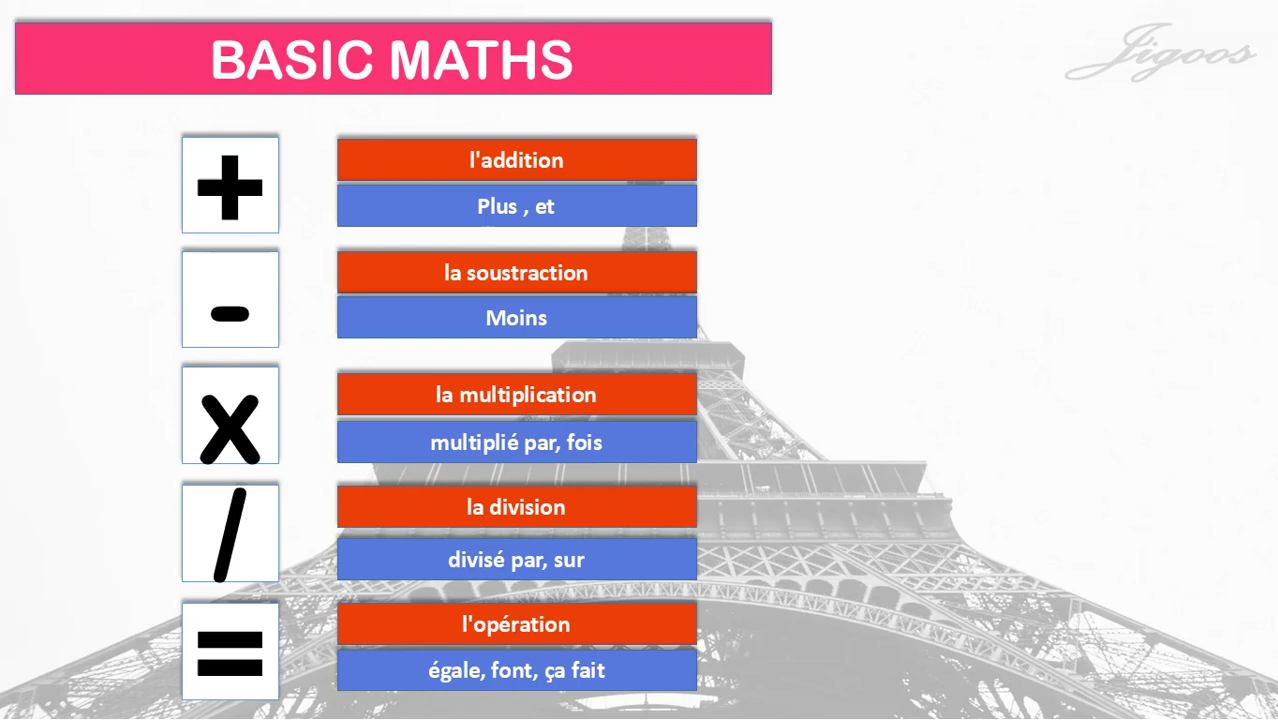 BASIC MATHS
Jigoos
+
l'addition
Plus , et
-
la soustraction
Moins
x
la multiplication
multiplié par, fois
/
la division
divisé par, sur
=
l'opération
égale, font, ça fait